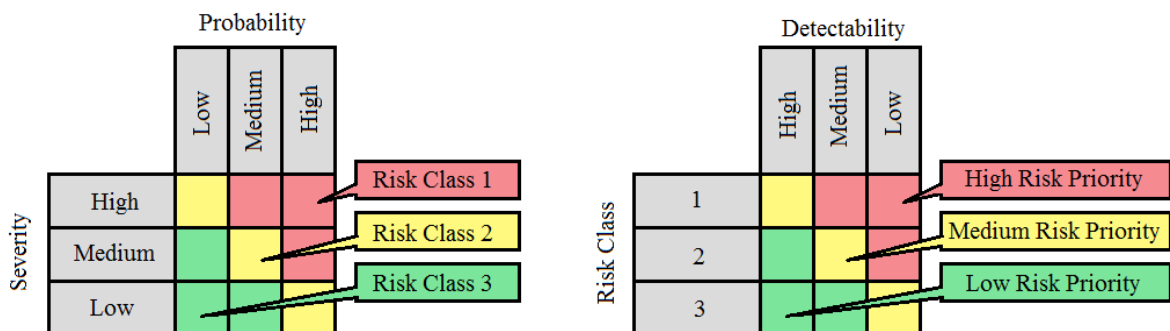 Probability
Low
Medium
High
Severity
High
Medium
Low
Risk Class 1
Risk Class 2
Risk Class 3
Detectability
High
Medium
Low
Risk Class
1
2
3
High Risk Priority
Medium Risk Priority
Low Risk Priority